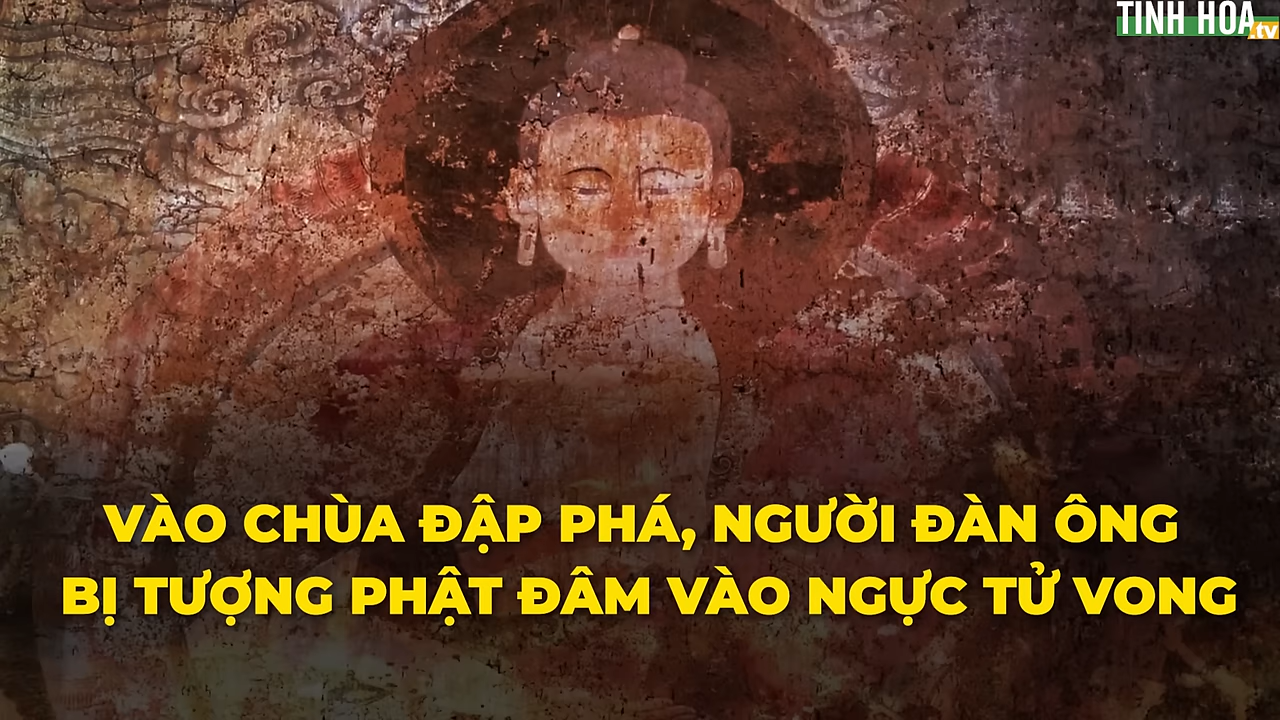 TINH HOA
.tv
VÀO CHÙA ĐẬP PHÁ, NGƯỜI ĐÀN ÔNG
BỊ TƯỢNG PHẬT ĐÂM VÀO NGỰC TỬ VONG